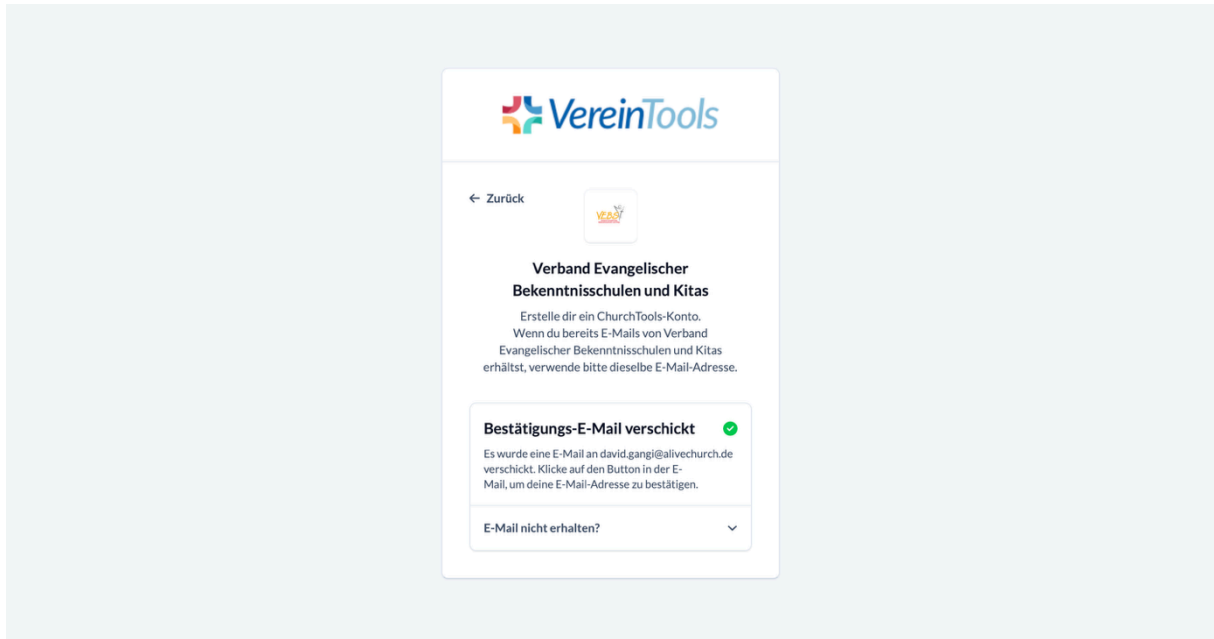 VereinTools
← Zurück
VEBS
Verband Evangelischer
Bekenntnisschulen und Kitas
Erstelle dir ein ChurchTools-Konto.
Wenn du bereits E-Mails von Verband
Evangelischer Bekenntnisschulen und Kitas
erhältst, verwende bitte dieselbe E-Mail-Adresse.
Bestätigungs-E-Mail verschickt
Es wurde eine E-Mail an david.gangi@alivechurch.de
verschickt. Klicke auf den Button in der E-
Mail, um deine E-Mail-Adresse zu bestätigen.
E-Mail nicht erhalten?